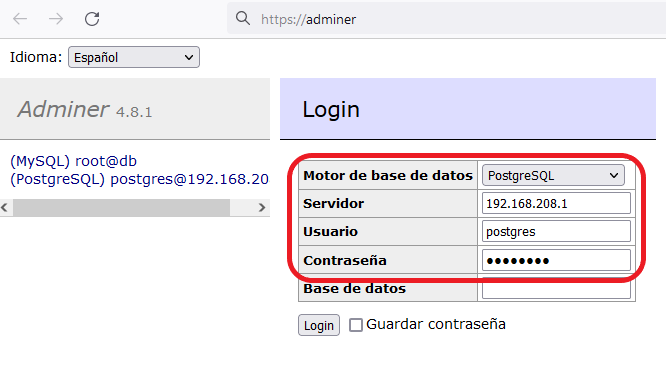 https://adminer
Idioma: Español
Adminer 4.8.1
Login
(MySQL) root@db
(PostgreSQL) postgres@192.168.20
Motor de base de datos PostgreSQL
Servidor 192.168.208.1
Usuario postgres
Contraseña ●●●●●●●●
Base de datos
Login Guardar contraseña